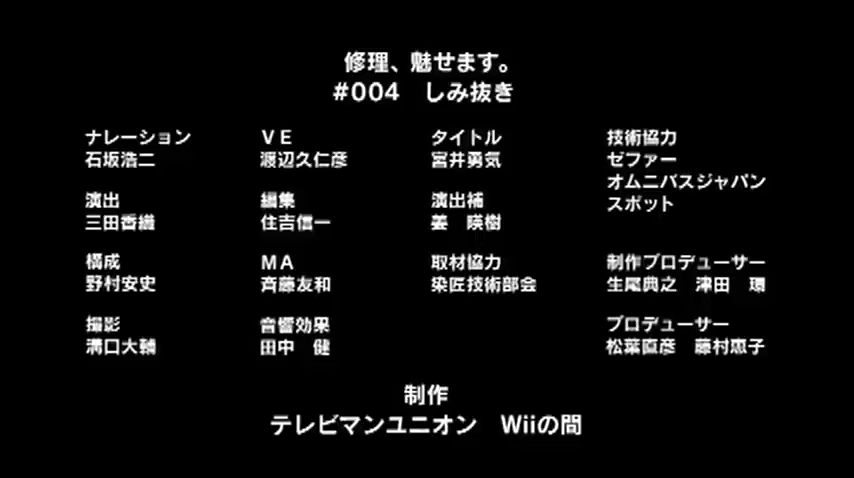 修理、魅せます。
#004 しみ抜き
ナレーション
石坂浩二
演出
三田香織
構成
野村安史
撮影
溝口大輔
VE
渡辺久仁彦
編集
住吉信一
MA
斉藤友和
音響効果
田中 健
タイトル
宮井勇気
演出補
姜 暎樹
取材協力
染匠技術部会
技術協力
ゼファー
オムニバスジャパン
スポット
制作プロデューサー
生尾典之 津田 環
プロデューサー
松葉直彦 藤村恵子
制作
テレビマンユニオン Wiiの間